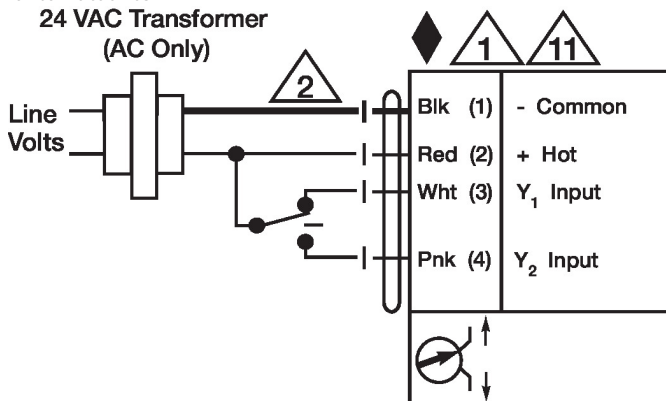 24 VAC Transformer
(AC Only)
1
11
2
Line
Volts
Blk (1) - Common
Red (2) + Hot
Wht (3) Y1 Input
Pnk (4) Y2 Input